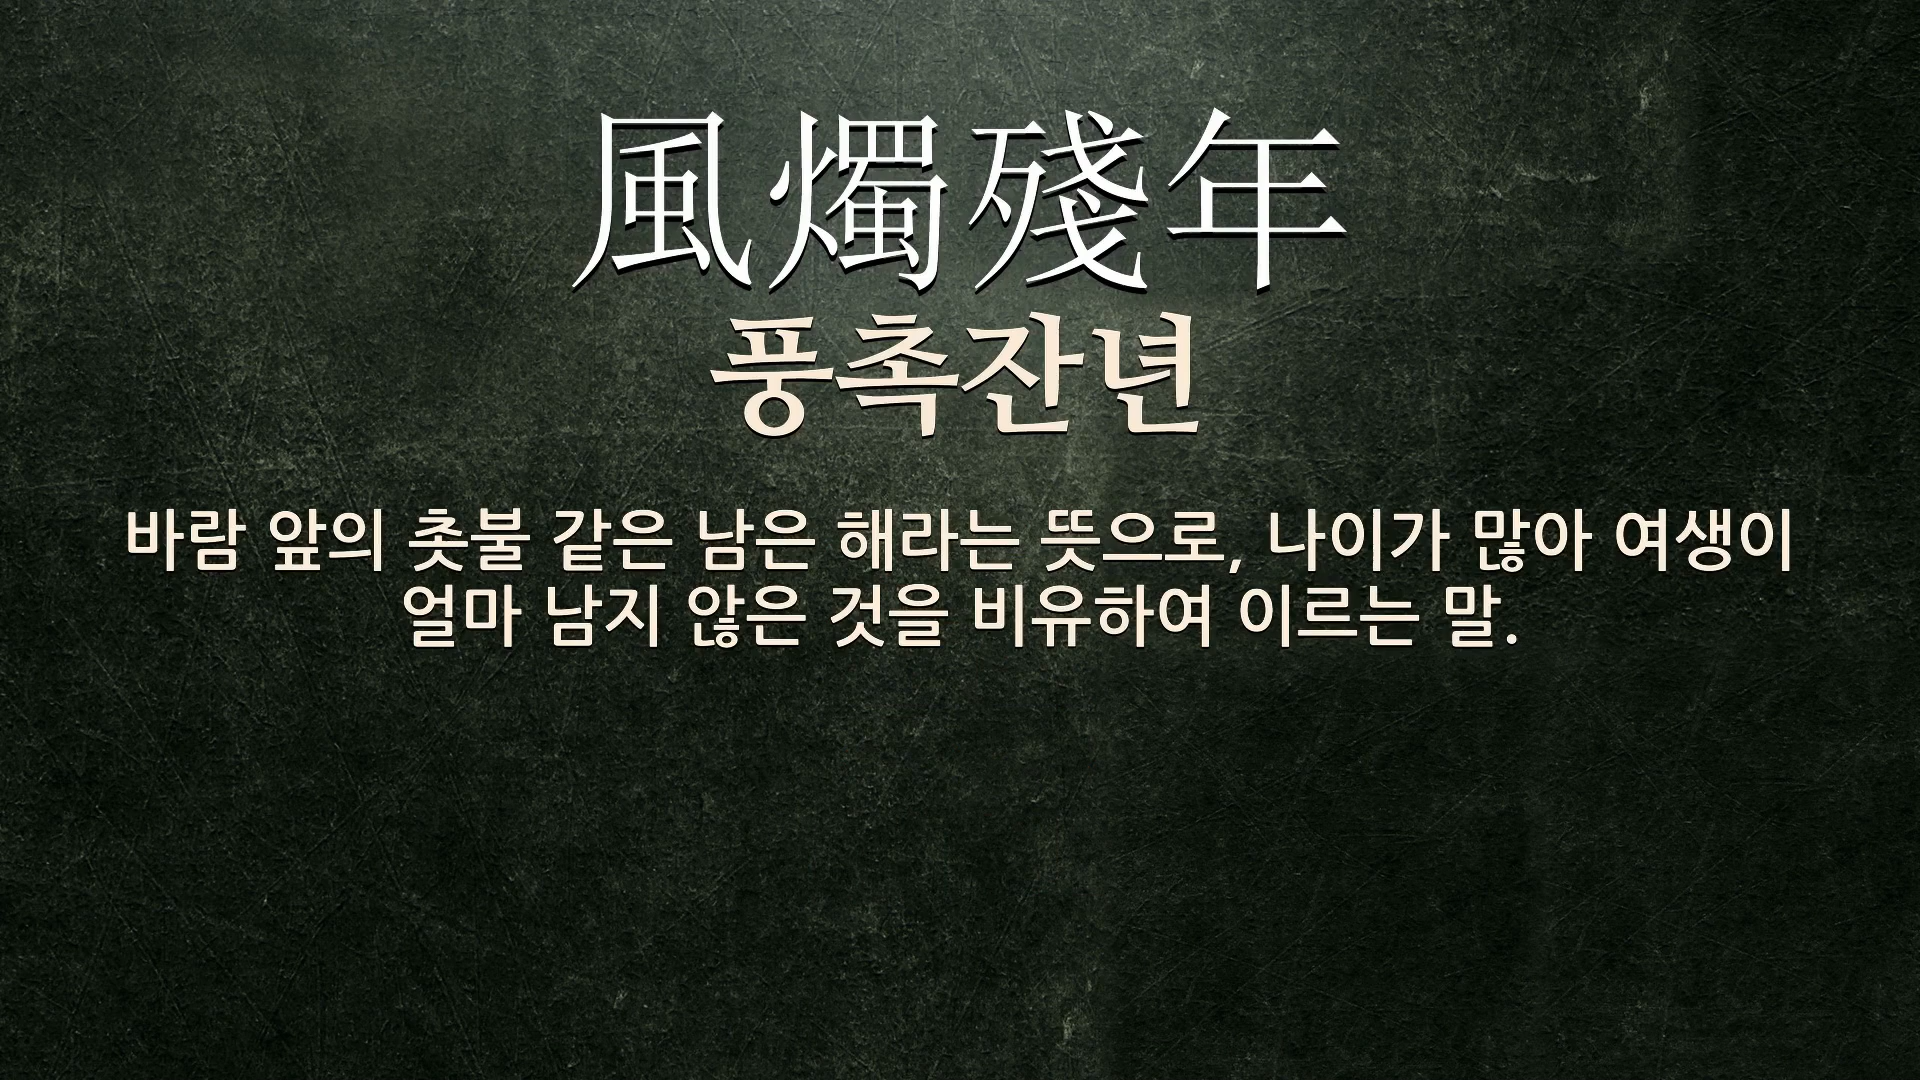 風燭殘年
풍촉잔년
바람 앞의 촛불 같은 남은 해라는 뜻으로, 나이가 많아 여생이
얼마 남지 않은 것을 비유하여 이르는 말.